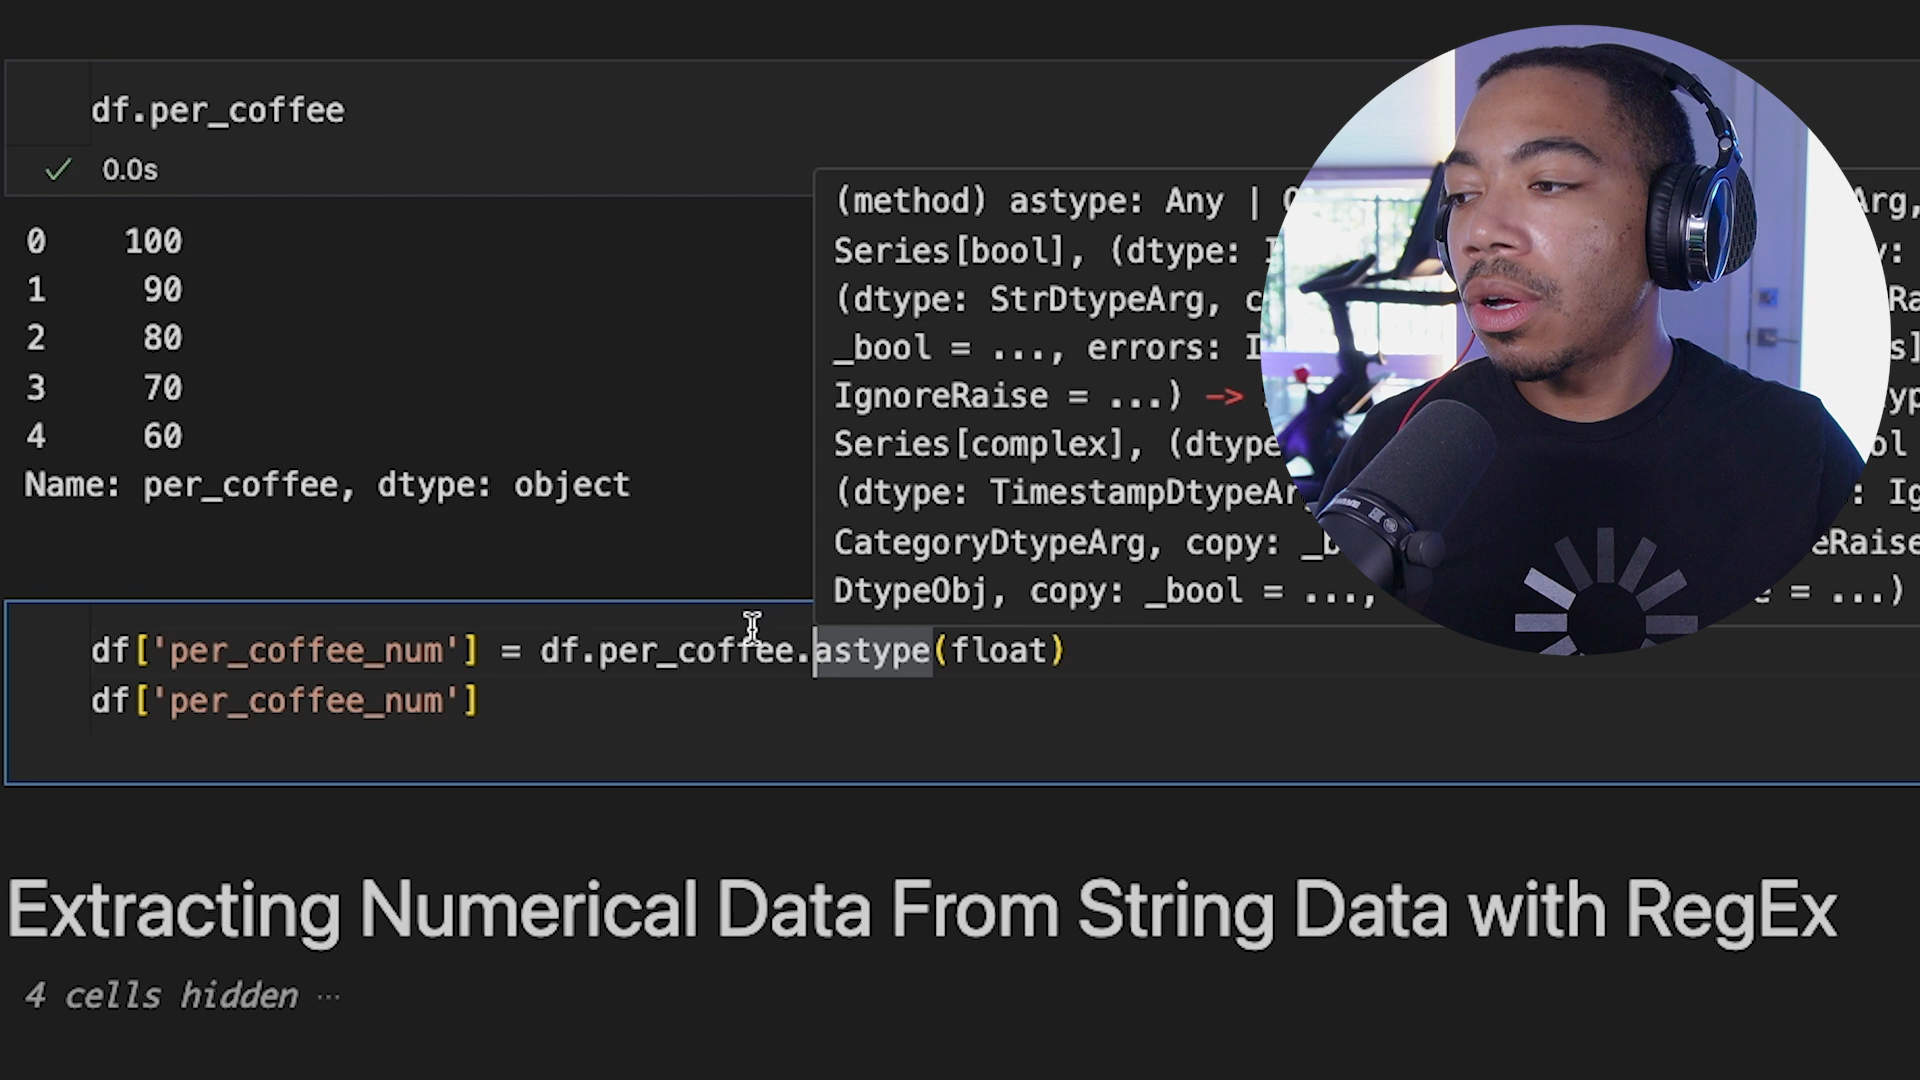 df.per_coffee
0.0s
0 100
1 90
2 80
3 70
4 60
Name: per_coffee, dtype: object
(method) astype: Any | Arg,
Series[bool], (dtype:
(dtype: StrDtypeArg,
_bool = ..., errors:
IgnoreRaise = ...) ->
Series[complex], (dtype
(dtype: TimestampDtypeAr : Ig
CategoryDtypeArg, copy: eRaise
DtypeObj, copy: _bool = ..., = ...)
df['per_coffee_num'] = df.per_coffee.astype(float)
df['per_coffee_num']
Extracting Numerical Data From String Data with RegEx
4 cells hidden ...